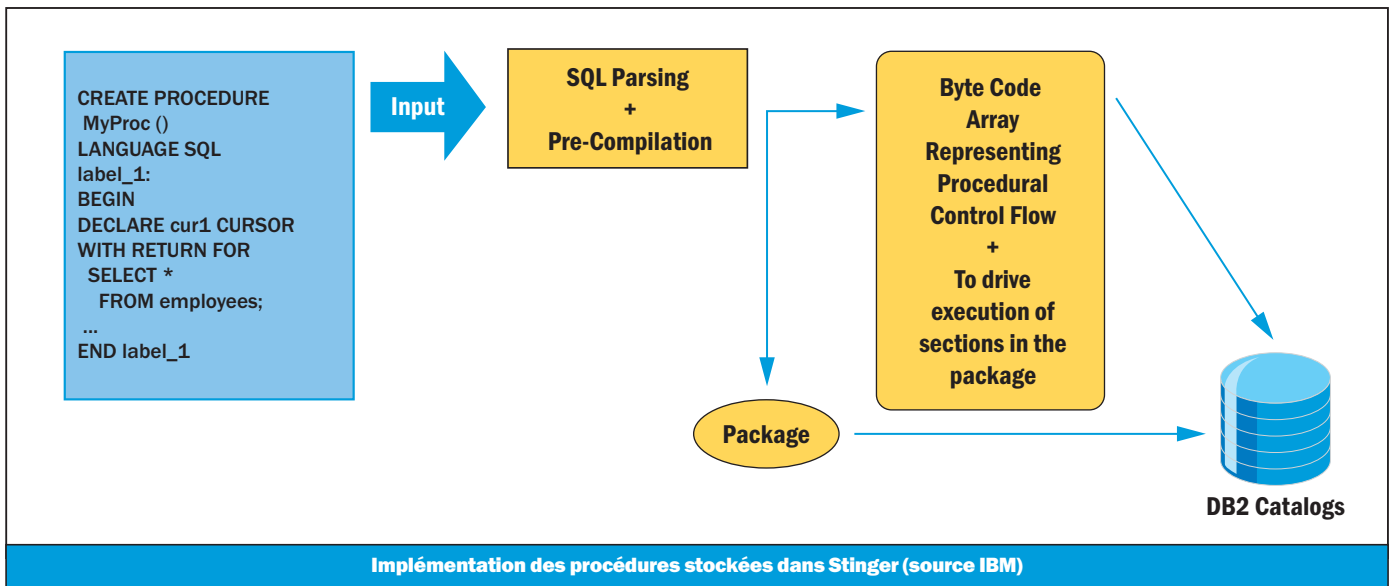 CREATE PROCEDURE
MyProc ()
LANGUAGE SQL
label_1:
BEGIN
DECLARE cur1 CURSOR
WITH RETURN FOR
SELECT *
FROM employees;
...
END label_1
Input
SQL Parsing
+
Pre-Compilation
Byte Code
Array
Representing
Procedural
Control Flow
+
To drive
execution of
sections in the
package
Package
DB2 Catalogs
Implémentation des procédures stockées dans Stinger (source IBM)